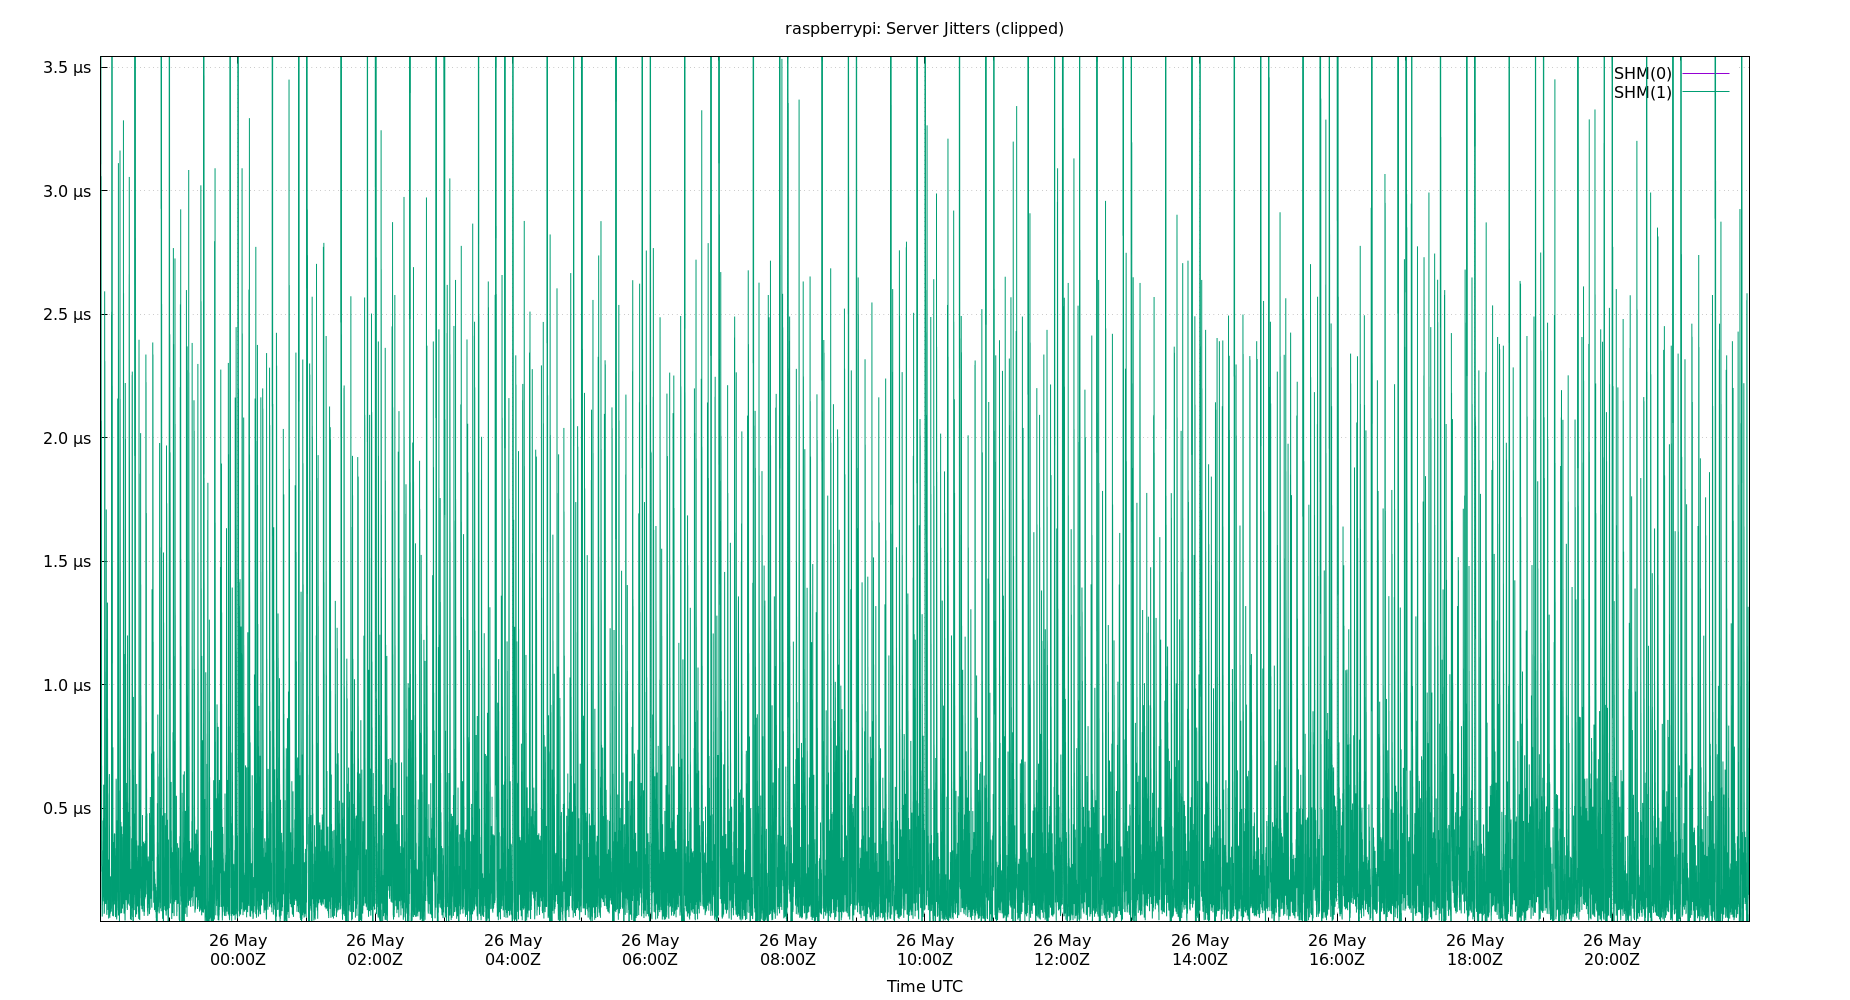 raspberrypi: Server Jitters (clipped)
3.5 µs
3.0 µs
2.5 µs
2.0 µs
1.5 µs
1.0 µs
0.5 µs
SHM(0)
SHM(1)
26 May 26 May 26 May 26 May 26 May 26 May 26 May 26 May 26 May 26 May 26 May
00:00Z 02:00Z 04:00Z 06:00Z 08:00Z 10:00Z 12:00Z 14:00Z 16:00Z 18:00Z 20:00Z
Time UTC